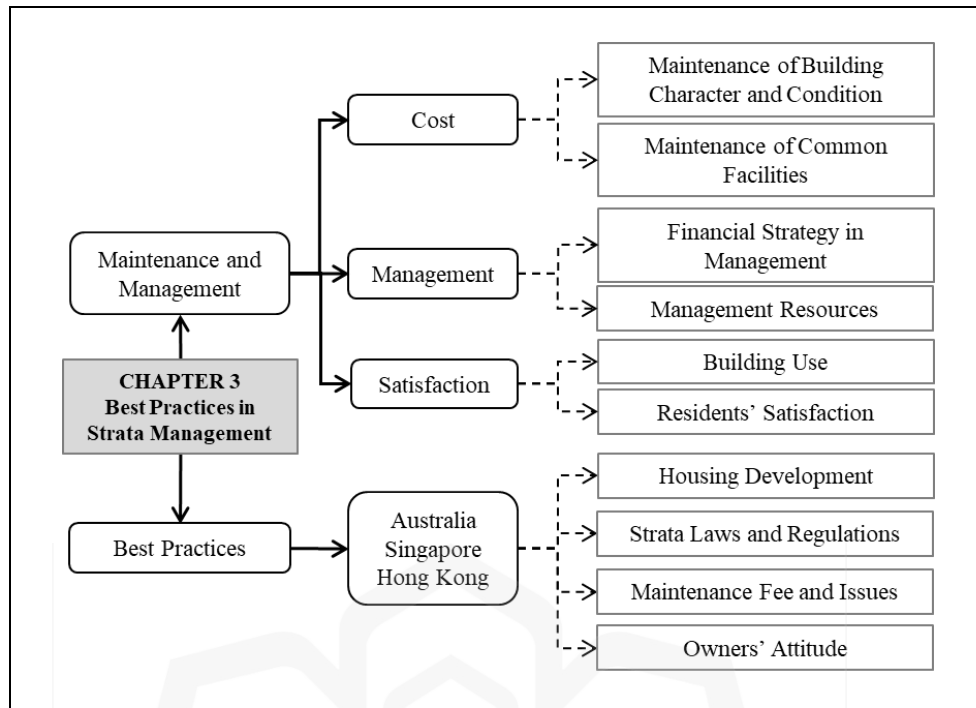 Maintenance of Building
Character and Condition
Cost
Maintenance of Common
Facilities
Financial Strategy in
Management
Maintenance and
Management
Management
Management Resources
Building Use
CHAPTER 3
Best Practices in
Strata Management
Satisfaction
Residents’ Satisfaction
Housing Development
Strata Laws and Regulations
Best Practices
Australia
Singapore
Hong Kong
Maintenance Fee and Issues
Owners’ Attitude